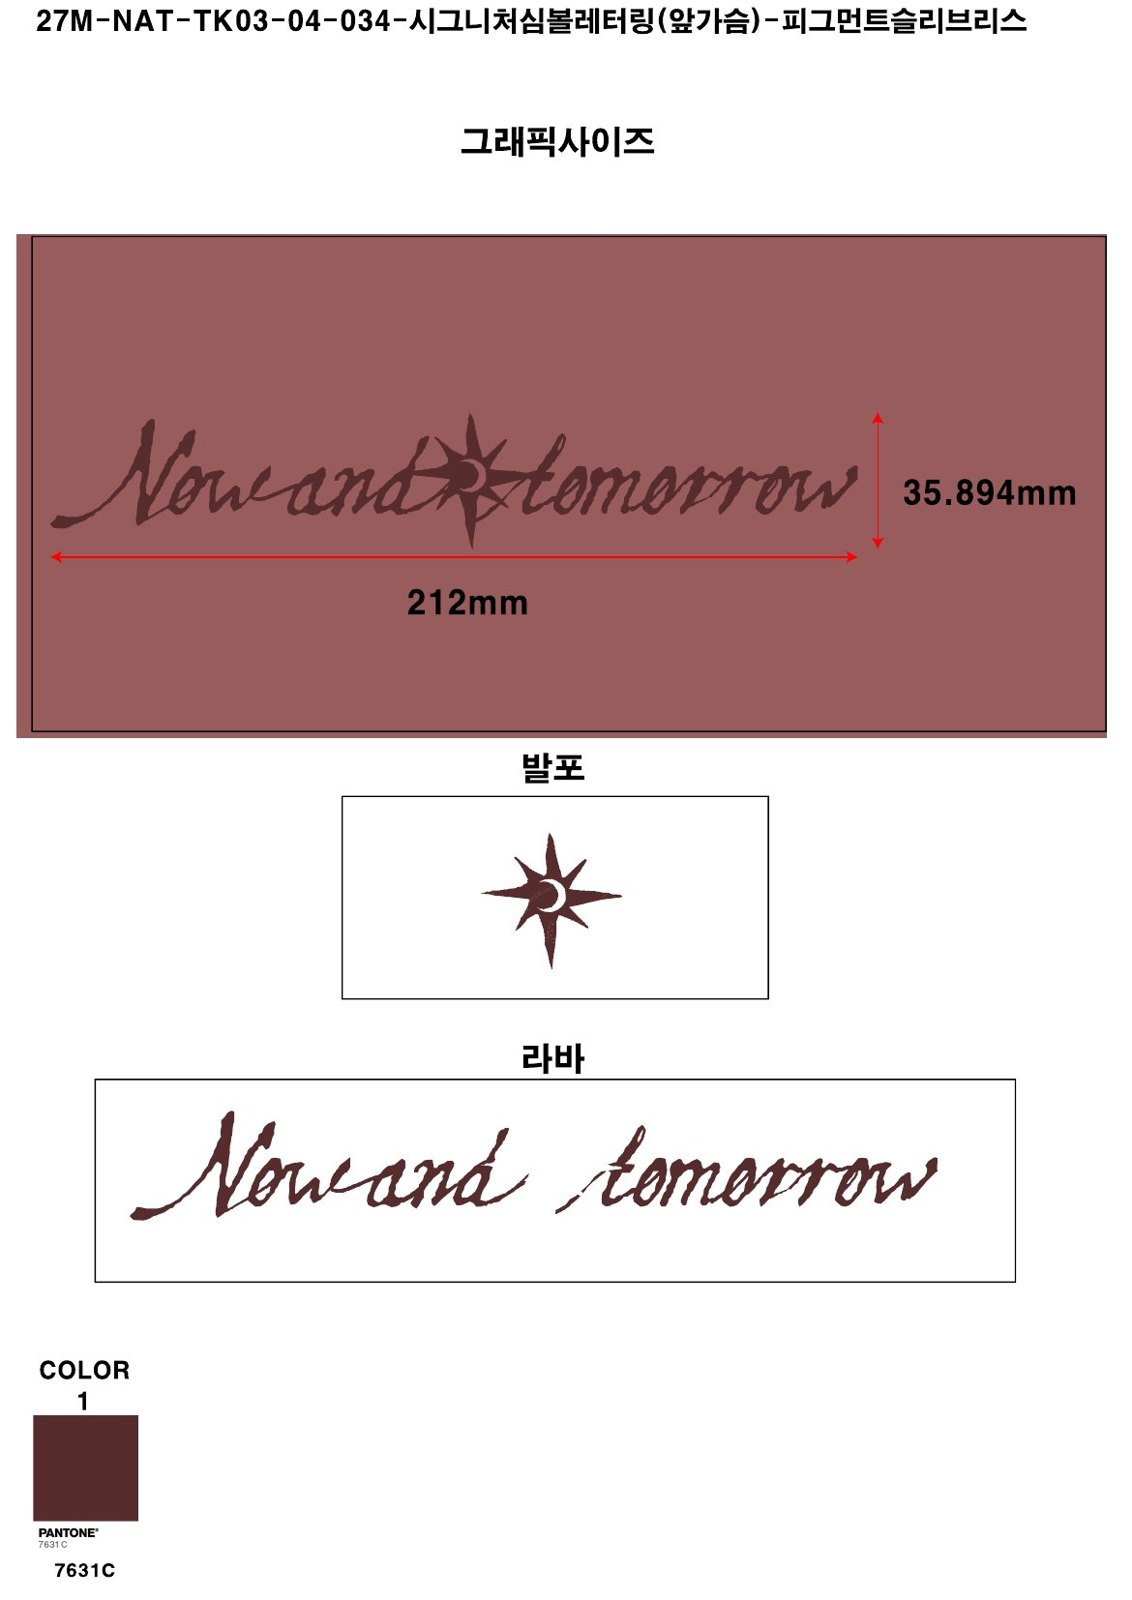 27M-NAT-TK03-04-034-시그니처심볼레터링(앞가슴)-피그먼트슬리브리스
그래픽사이즈
Now and tomorrow
35.894mm
212mm
발포
라바
Now and tomorrow
COLOR
1
PANTONE®
7631 C
7631C